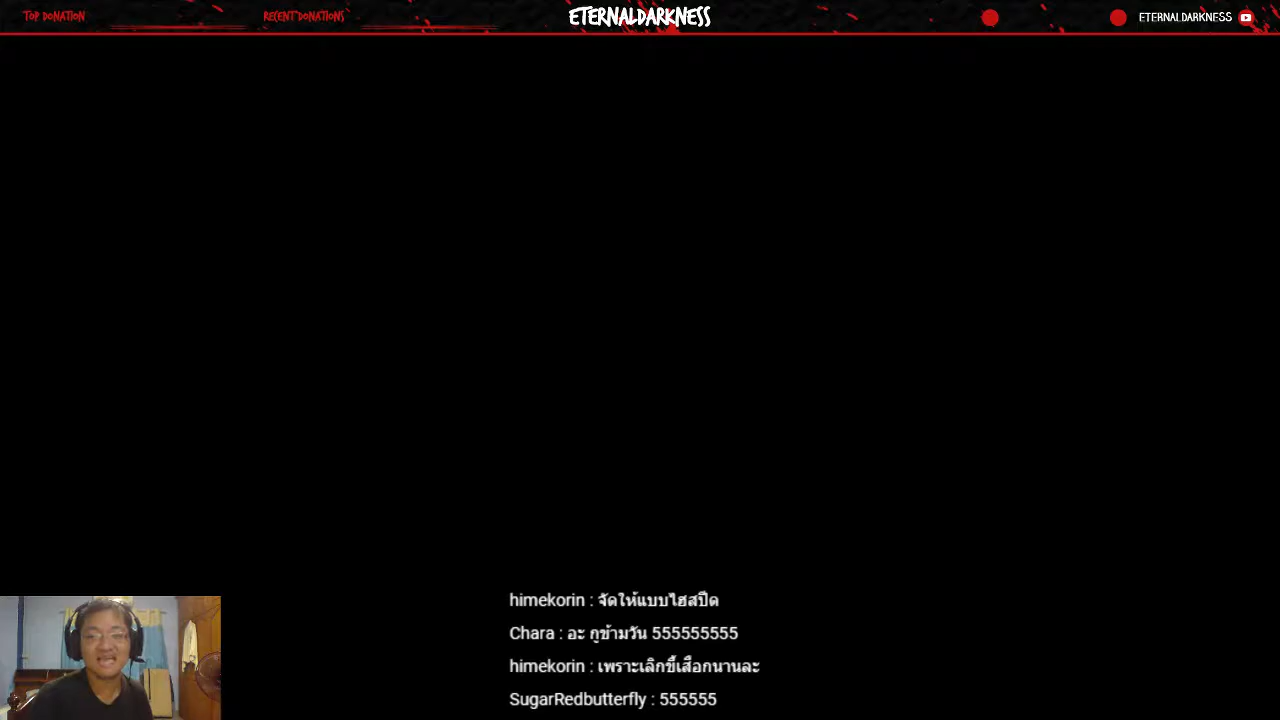 TOP DONATION
RECENT DONATIONS
ETERNALDARKNESS
ETERNALDARKNESS
himekorin : จัดให้แบบไฮสปีด
Chara : อะ กูข้ามวัน 555555555
himekorin : เพราะเลิกขี้เสือกนานละ
SugarRedbutterfly : 555555